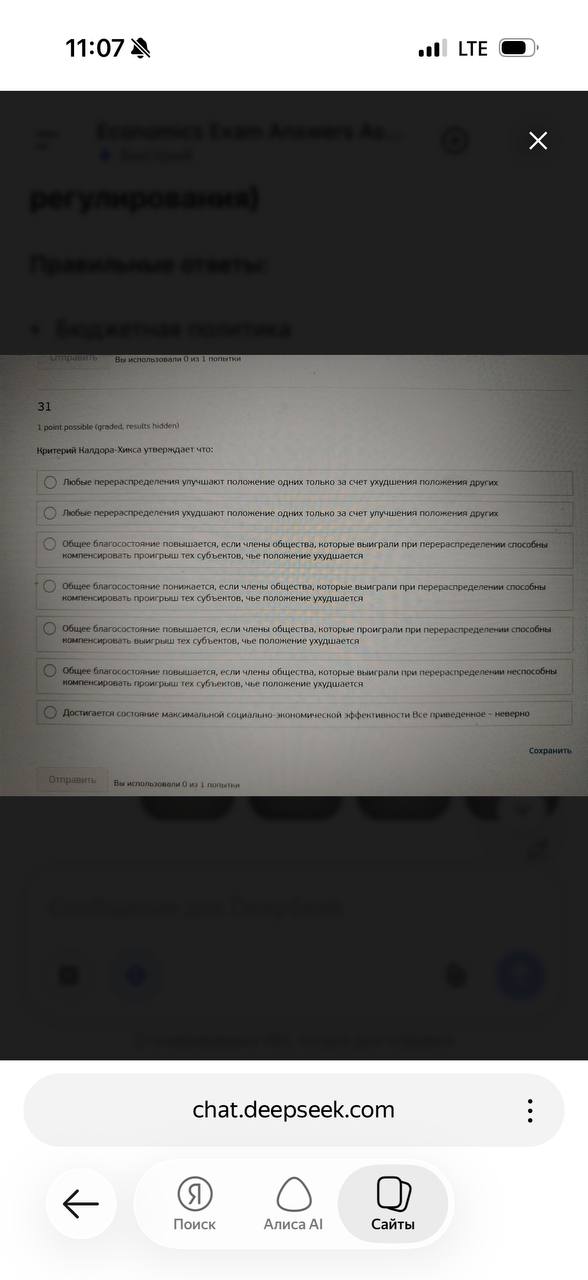 11:07
LTE
Economics Exam Answers As...
регулирования)
Правильные ответы:
Бюджетная политика
Отправить Вы использовали 0 из 1 попытки
31
1 point possible (graded, results hidden)
Критерий Калдора-Хикса утверждает что:
Любые перераспределения улучшают положение одних только за счет ухудшения положения других
Любые перераспределения ухудшают положение одних только за счет улучшения положения других
Общее благосостояние повышается, если члены общества, которые выиграли при перераспределении способны
компенсировать проигрыш тех субъектов, чье положение ухудшается
Общее благосостояние понижается, если члены общества, которые выиграли при перераспределении способны
компенсировать проигрыш тех субъектов, чье положение ухудшается
Общее благосостояние повышается, если члены общества, которые проиграли при перераспределении способны
компенсировать выигрыш тех субъектов, чье положение ухудшается
Общее благосостояние повышается, если члены общества, которые выиграли при перераспределении неспособны
компенсировать проигрыш тех субъектов, чье положение ухудшается
Достигается состояние максимальной социально-экономической эффективности Все приведенное – неверно
Сохранить
Отправить Вы использовали 0 из 1 попытки
chat.deepseek.com
Поиск
Алиса AI
Сайты